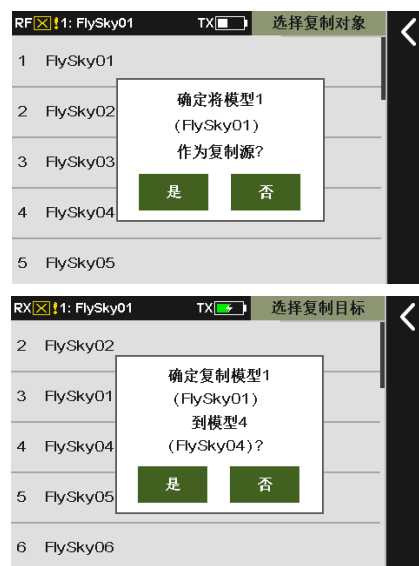 RF 1: FlySky01 TX 选择复制对象
1 FlySky01
2 FlySky02
3 FlySky03
4 FlySky04
5 FlySky05
确定将模型1
(FlySky01)
作为复制源?
是 否
RX 1: FlySky01 TX 选择复制目标
2 FlySky02
3 FlySky01
4 FlySky04
5 FlySky05
6 FlySky06
确定复制模型1
(FlySky01)
到模型4
(FlySky04)?
是 否